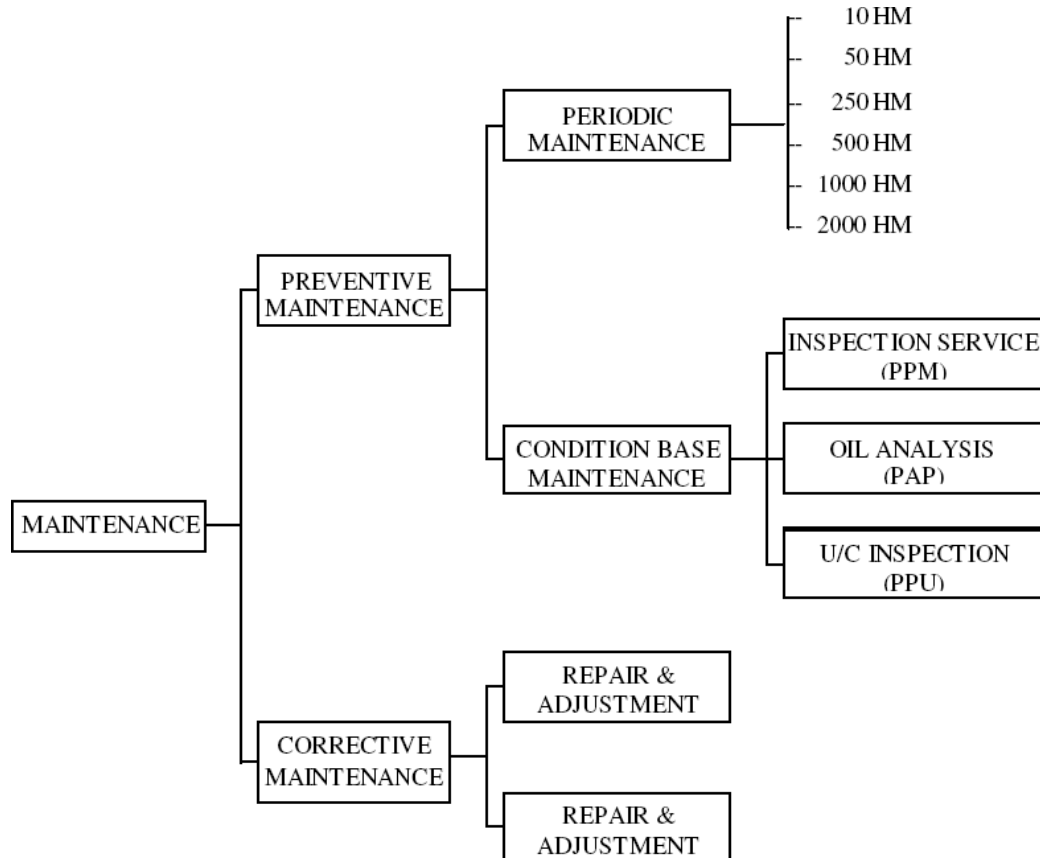 10 HM
50 HM
250 HM
500 HM
1000 HM
2000 HM
PERIODIC
MAINTENANCE
PREVENTIVE
MAINTENANCE
INSPECTION SERVICE
(PPM)
CONDITION BASE
MAINTENANCE
OIL ANALYSIS
(PAP)
U/C INSPECTION
(PPU)
MAINTENANCE
REPAIR &
ADJUSTMENT
CORRECTIVE
MAINTENANCE
REPAIR &
ADJUSTMENT